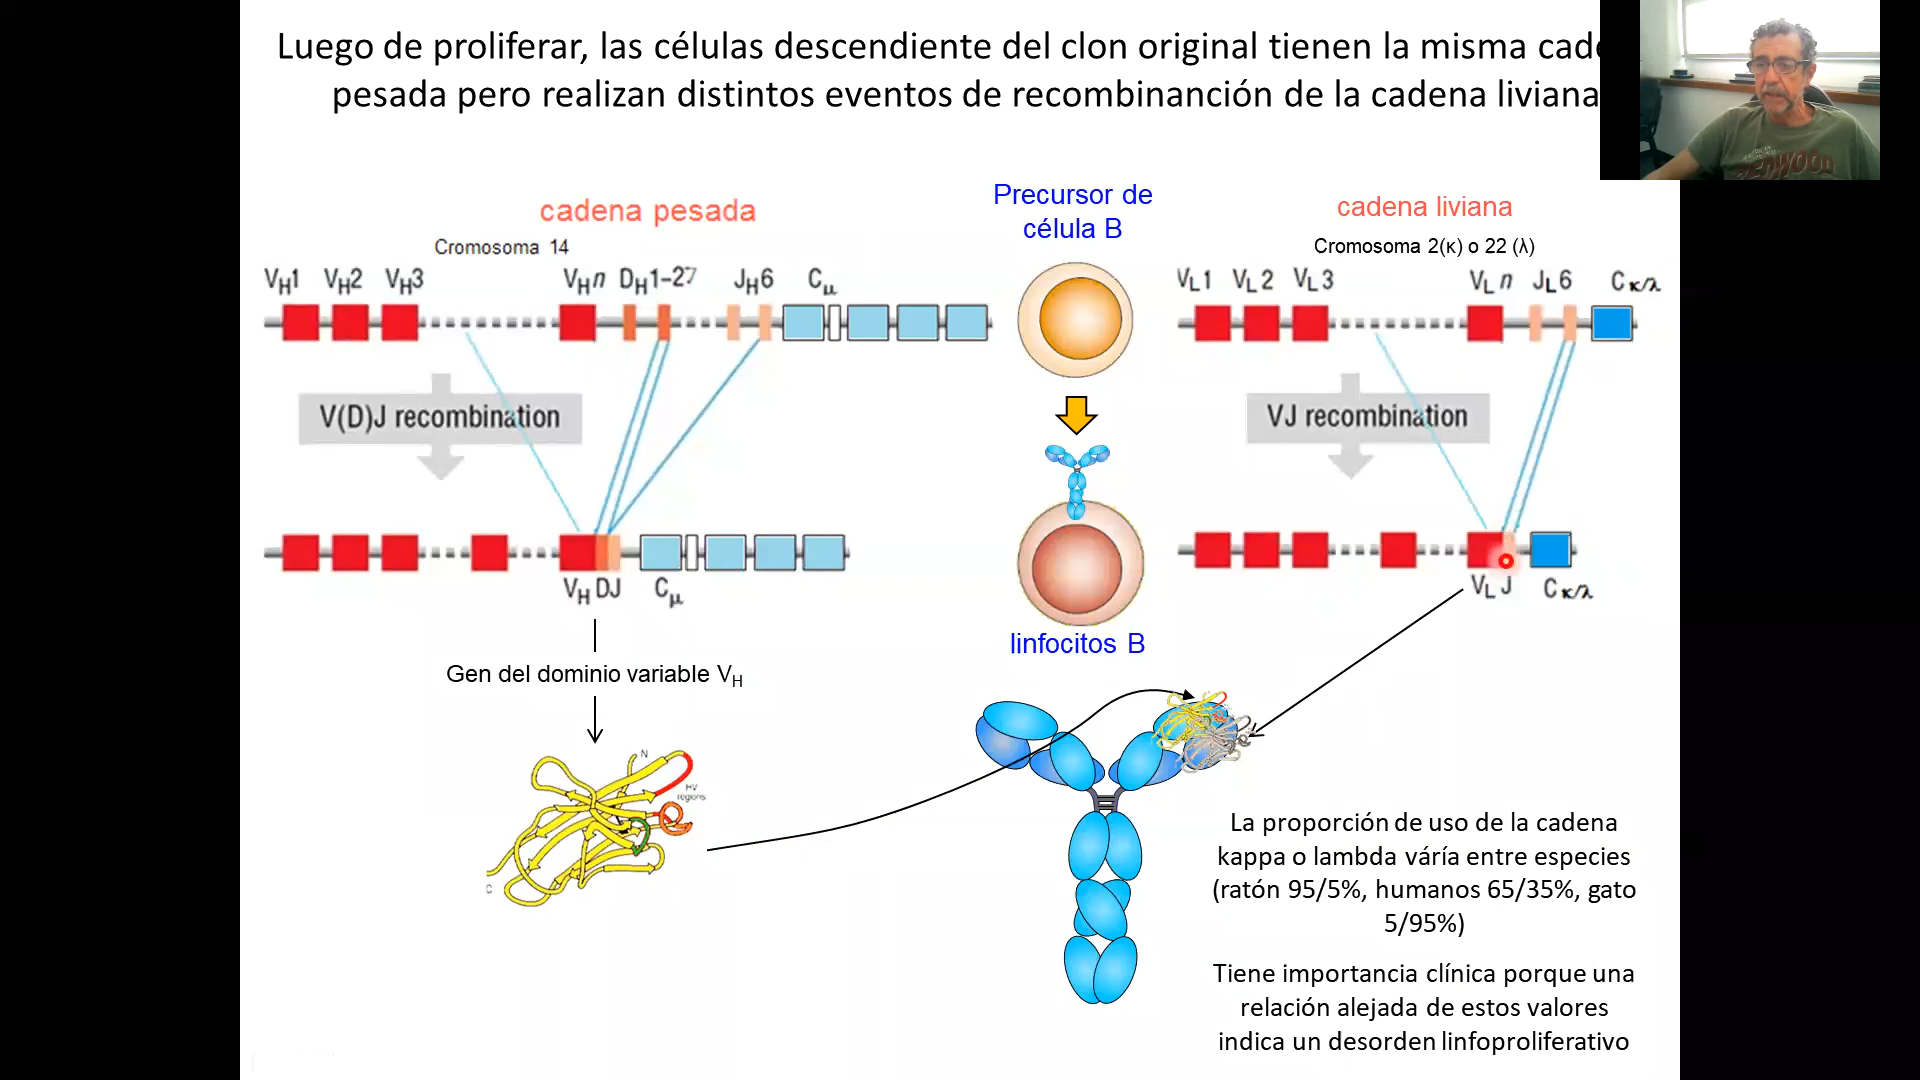 Luego de proliferar, las células descendiente del clon original tienen la misma
pesada pero realizan distintos eventos de recombinanción de la cadena liviana
cadena pesada
Cromosoma 14
VH1 VH2 VH3 VHn DH1-27 JH6 Cμ
V(D)J recombination
VH DJ Cμ
Gen del dominio variable VH
N
HV
regions
C
Precursor de
célula B
linfocitos B
cadena liviana
Cromosoma 2(κ) o 22 (λ)
VL1 VL2 VL3 VL n JL6 Cκ/λ
VJ recombination
VL J Cκ/λ
La proporción de uso de la cadena
kappa o lambda váría entre especies
(ratón 95/5%, humanos 65/35%, gato
5/95%)
Tiene importancia clínica porque una
relación alejada de estos valores
indica un desorden linfoproliferativo